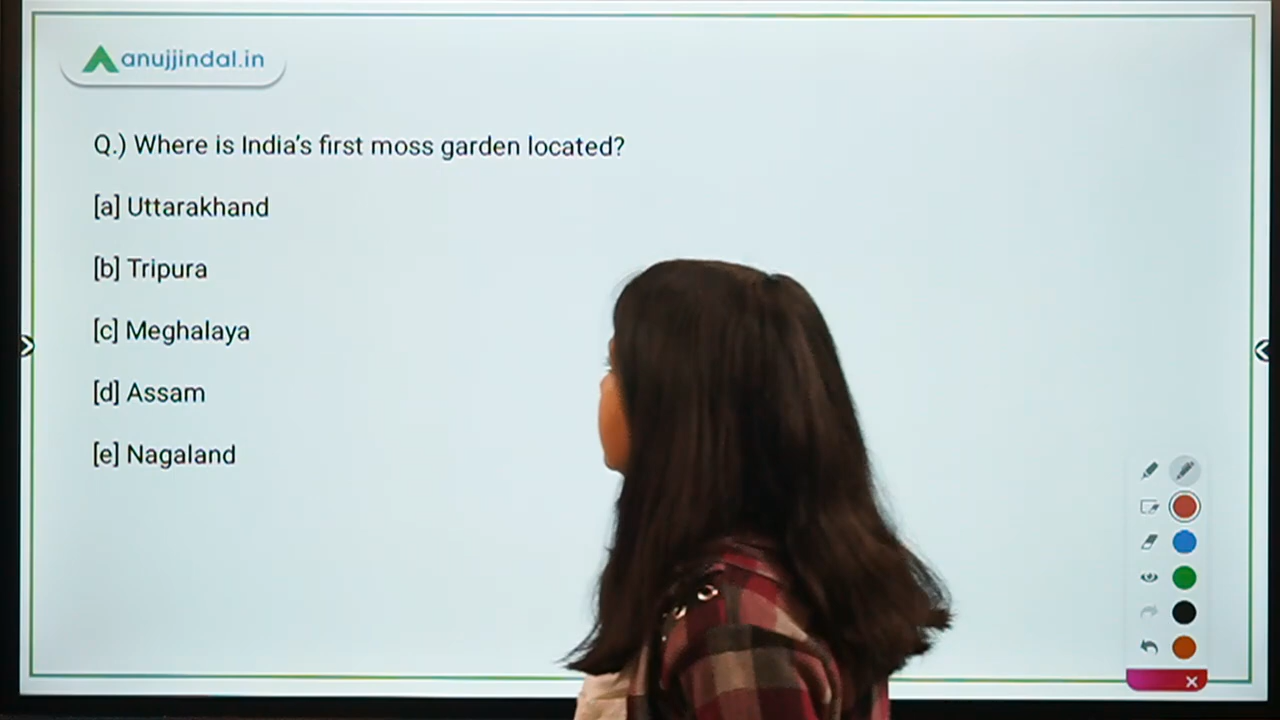 anujjindal.in
Q.) Where is India's first moss garden located?
[a] Uttarakhand
[b] Tripura
[c] Meghalaya
[d] Assam
[e] Nagaland